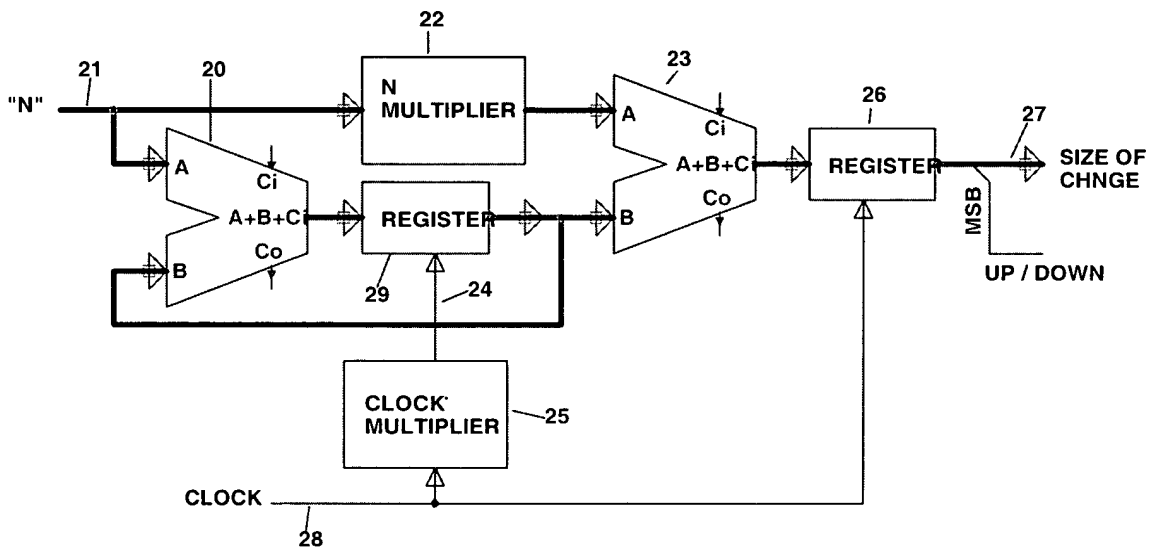 22
21
20
23
"N"
N
MULTIPLIER
A
Ci
A+B+Ci
Co
B
REGISTER
29
24
A
Ci
A+B+Ci
Co
B
26
REGISTER
27
SIZE OF
CHNGE
MSB
UP / DOWN
CLOCK
MULTIPLIER
25
CLOCK
28